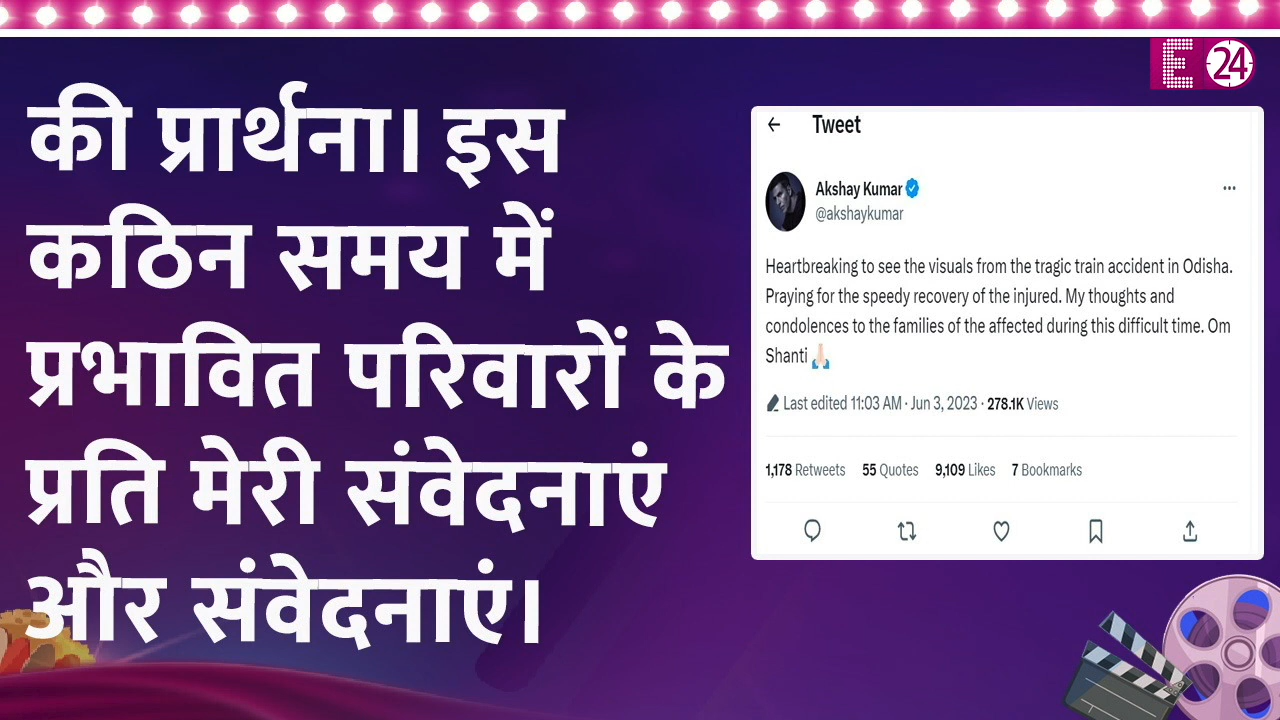 E 24
की प्रार्थना। इस
कठिन समय में
प्रभावित परिवारों के
प्रति मेरी संवेदनाएं
और संवेदनाएं।
Tweet
Akshay Kumar
@akshaykumar
Heartbreaking to see the visuals from the tragic train accident in Odisha.
Praying for the speedy recovery of the injured. My thoughts and
condolences to the families of the affected during this difficult time. Om
Shanti 🙏🏻
Last edited 11:03 AM · Jun 3, 2023 · 278.1K Views
1,178 Retweets 55 Quotes 9,109 Likes 7 Bookmarks